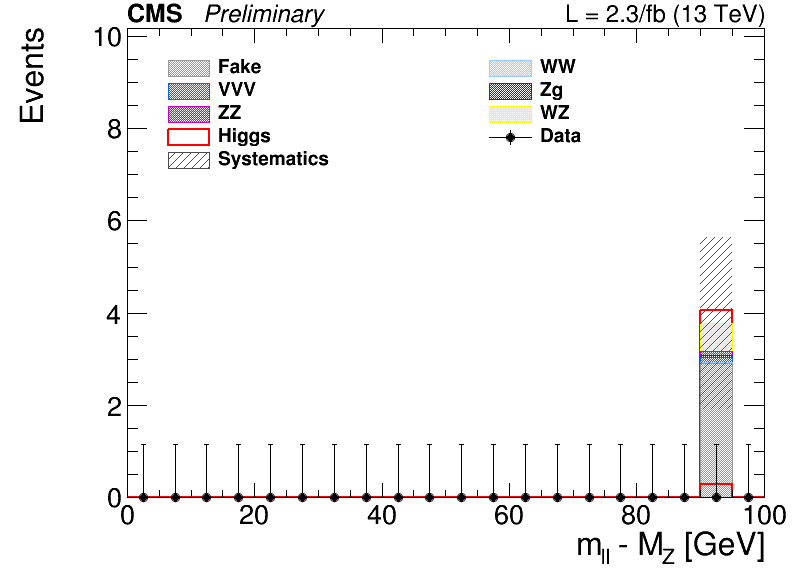 CMS Preliminary L = 2.3/fb (13 TeV)
Events
10
8
6
4
2
0
Fake WW
VVV Zg
ZZ WZ
Higgs Data
Systematics
0 20 40 60 80 100
m_ll - M_Z [GeV]